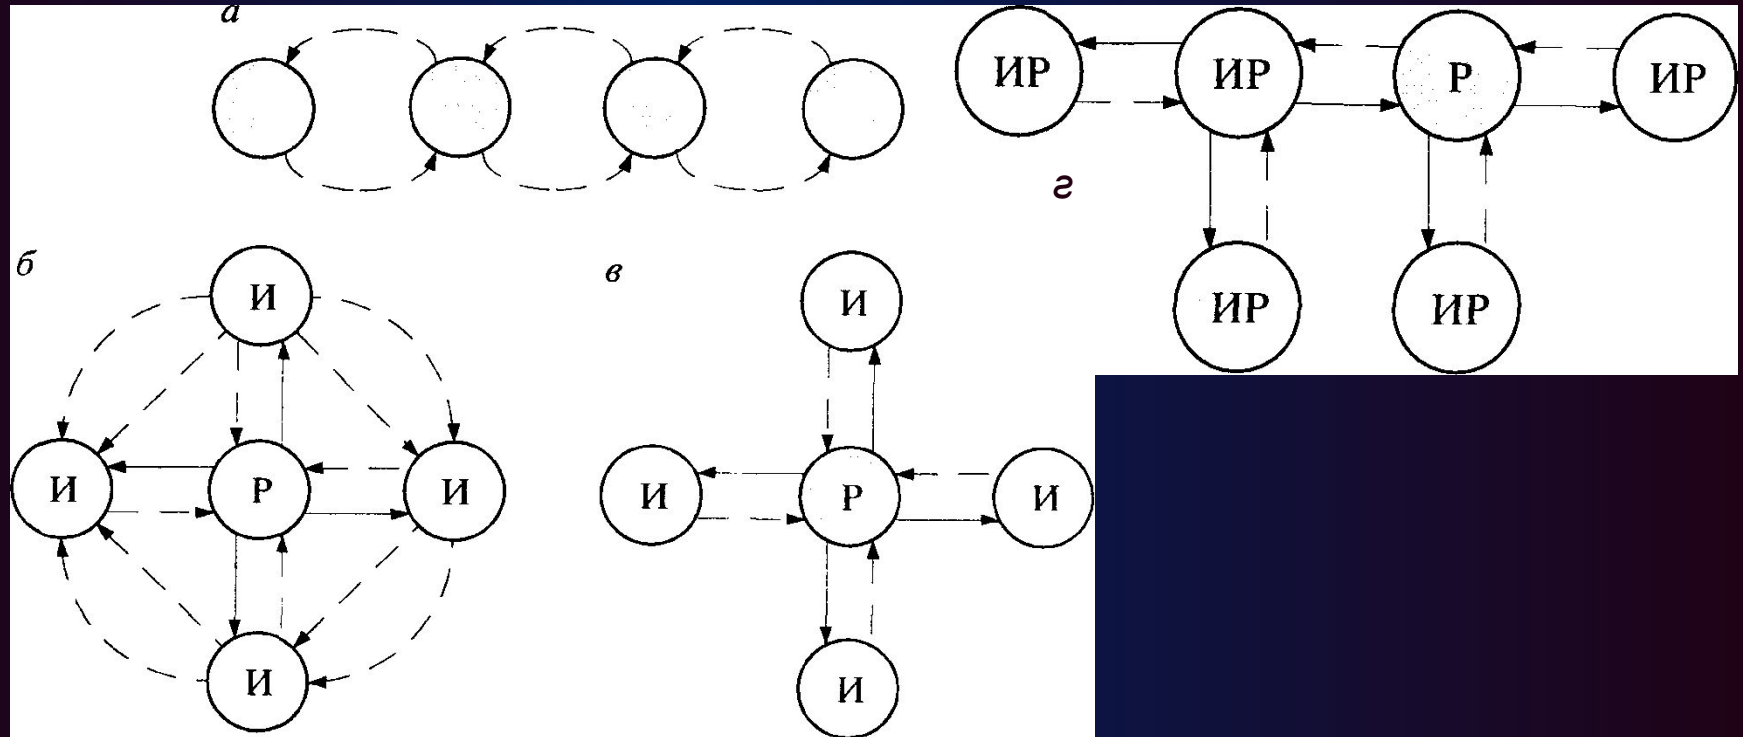 а
ИР ИР Р ИР
г
ИР ИР
б
И
И Р И
И
в
И
И Р И
И